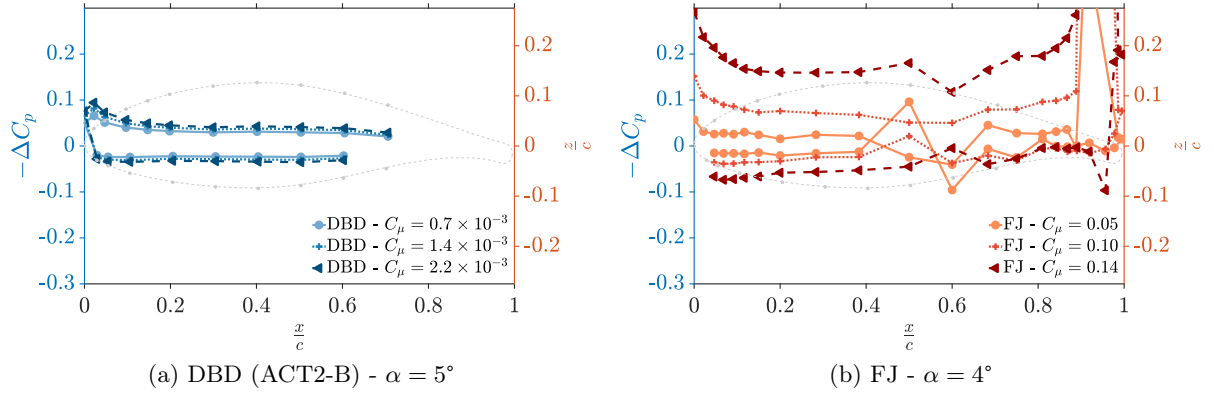 0.2
0.1
0
-0.1
-0.2
-0.3
−ΔC_p
0.2
0.1
0
-0.1
-0.2
z/c
DBD - C_μ = 0.7 × 10⁻³
DBD - C_μ = 1.4 × 10⁻³
DBD - C_μ = 2.2 × 10⁻³
0 0.2 0.4 0.6 0.8 1
x/c
(a) DBD (ACT2-B) - α = 5°
0.2
0.1
0
-0.1
-0.2
-0.3
−ΔC_p
0.2
0.1
0
-0.1
-0.2
z/c
FJ - C_μ = 0.05
FJ - C_μ = 0.10
FJ - C_μ = 0.14
0 0.2 0.4 0.6 0.8 1
x/c
(b) FJ - α = 4°